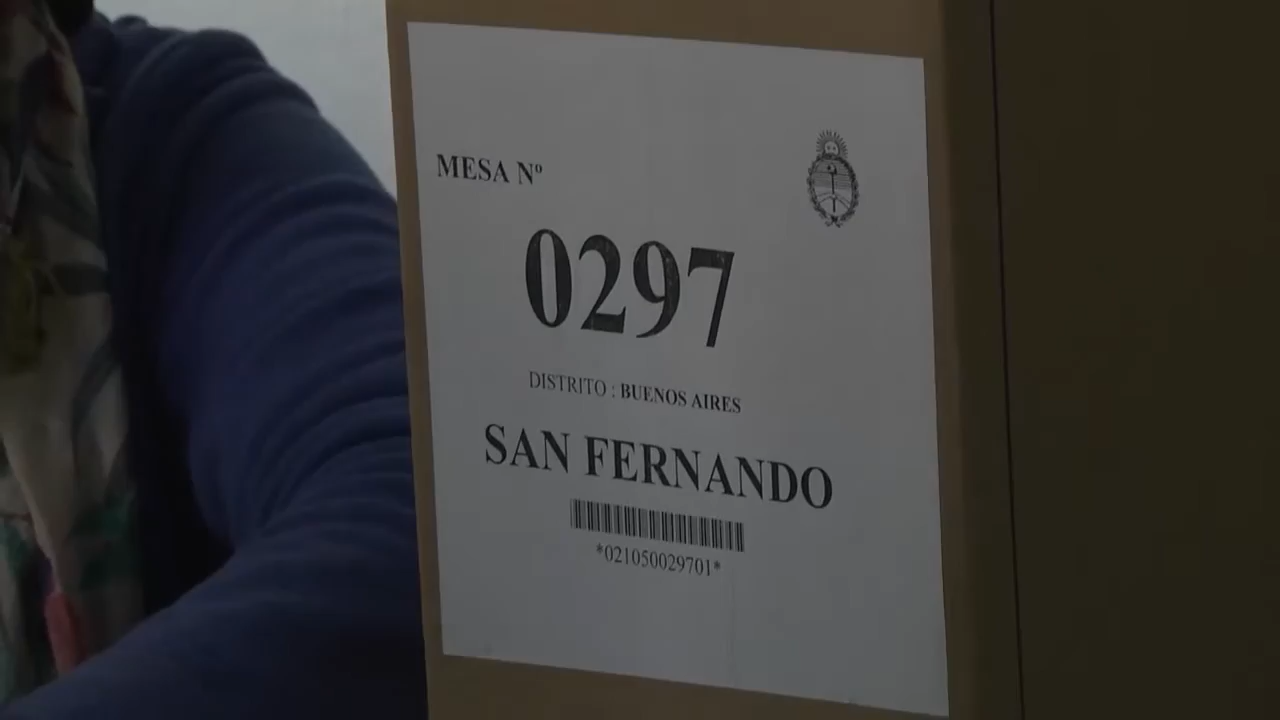 MESA Nº
0297
DISTRITO : BUENOS AIRES
SAN FERNANDO
*021050029701*